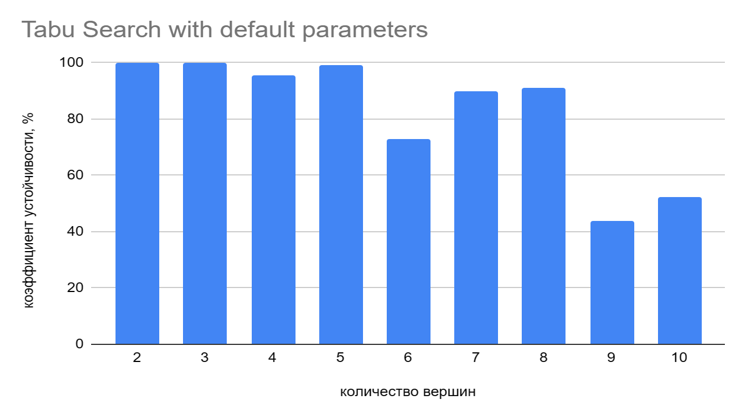 Tabu Search with default parameters
100
80
60
40
20
0
коэффициент устойчивости, %
2 3 4 5 6 7 8 9 10
количество вершин